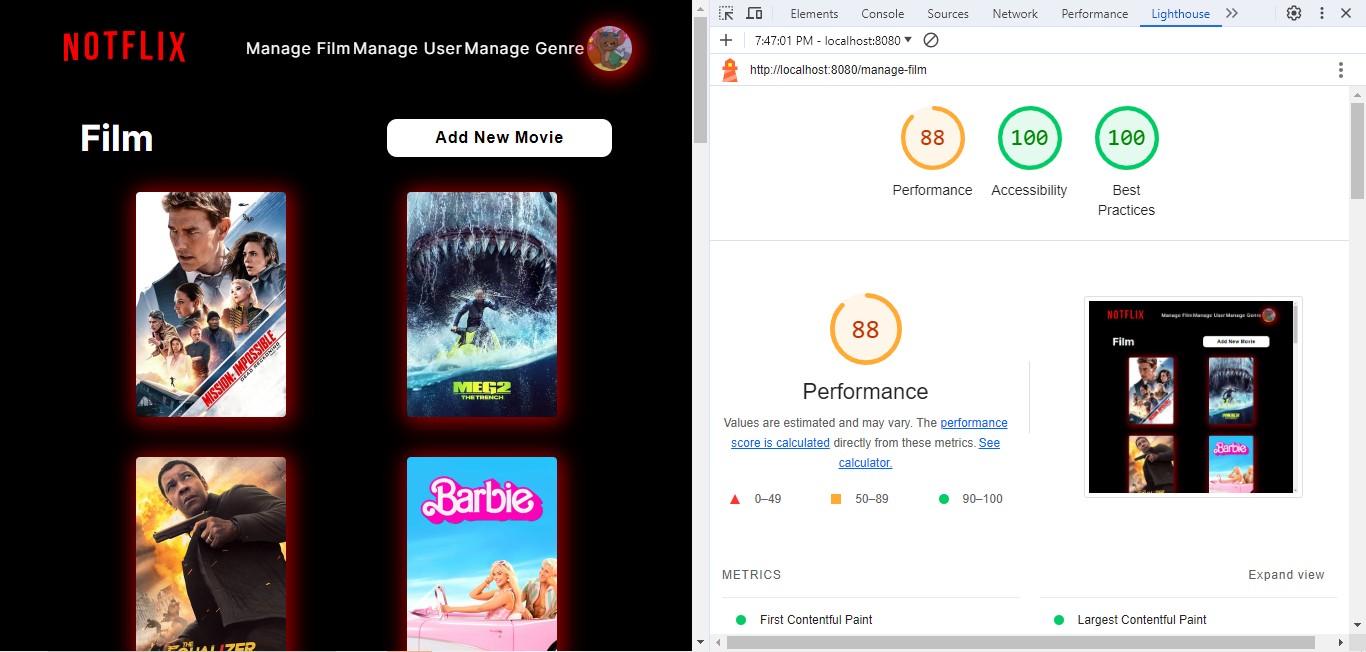 NOTFLIX
Manage Film Manage User Manage Genre
Film
Add New Movie
MISSION: IMPOSSIBLE
DEAD RECKONING
MEG2
THE TRENCH
THE
EQUALIZER
Barbie
Elements Console Sources Network Performance Lighthouse
7:47:01 PM - localhost:8080
http://localhost:8080/manage-film
88 100 100
Performance Accessibility Best
Practices
88
Performance
Values are estimated and may vary. The performance
score is calculated directly from these metrics. See
calculator.
0–49 50–89 90–100
NOTFLIX
Manage Film Manage User Manage Genre
Film
Add New Movie
Barbie
METRICS
Expand view
First Contentful Paint
Largest Contentful Paint